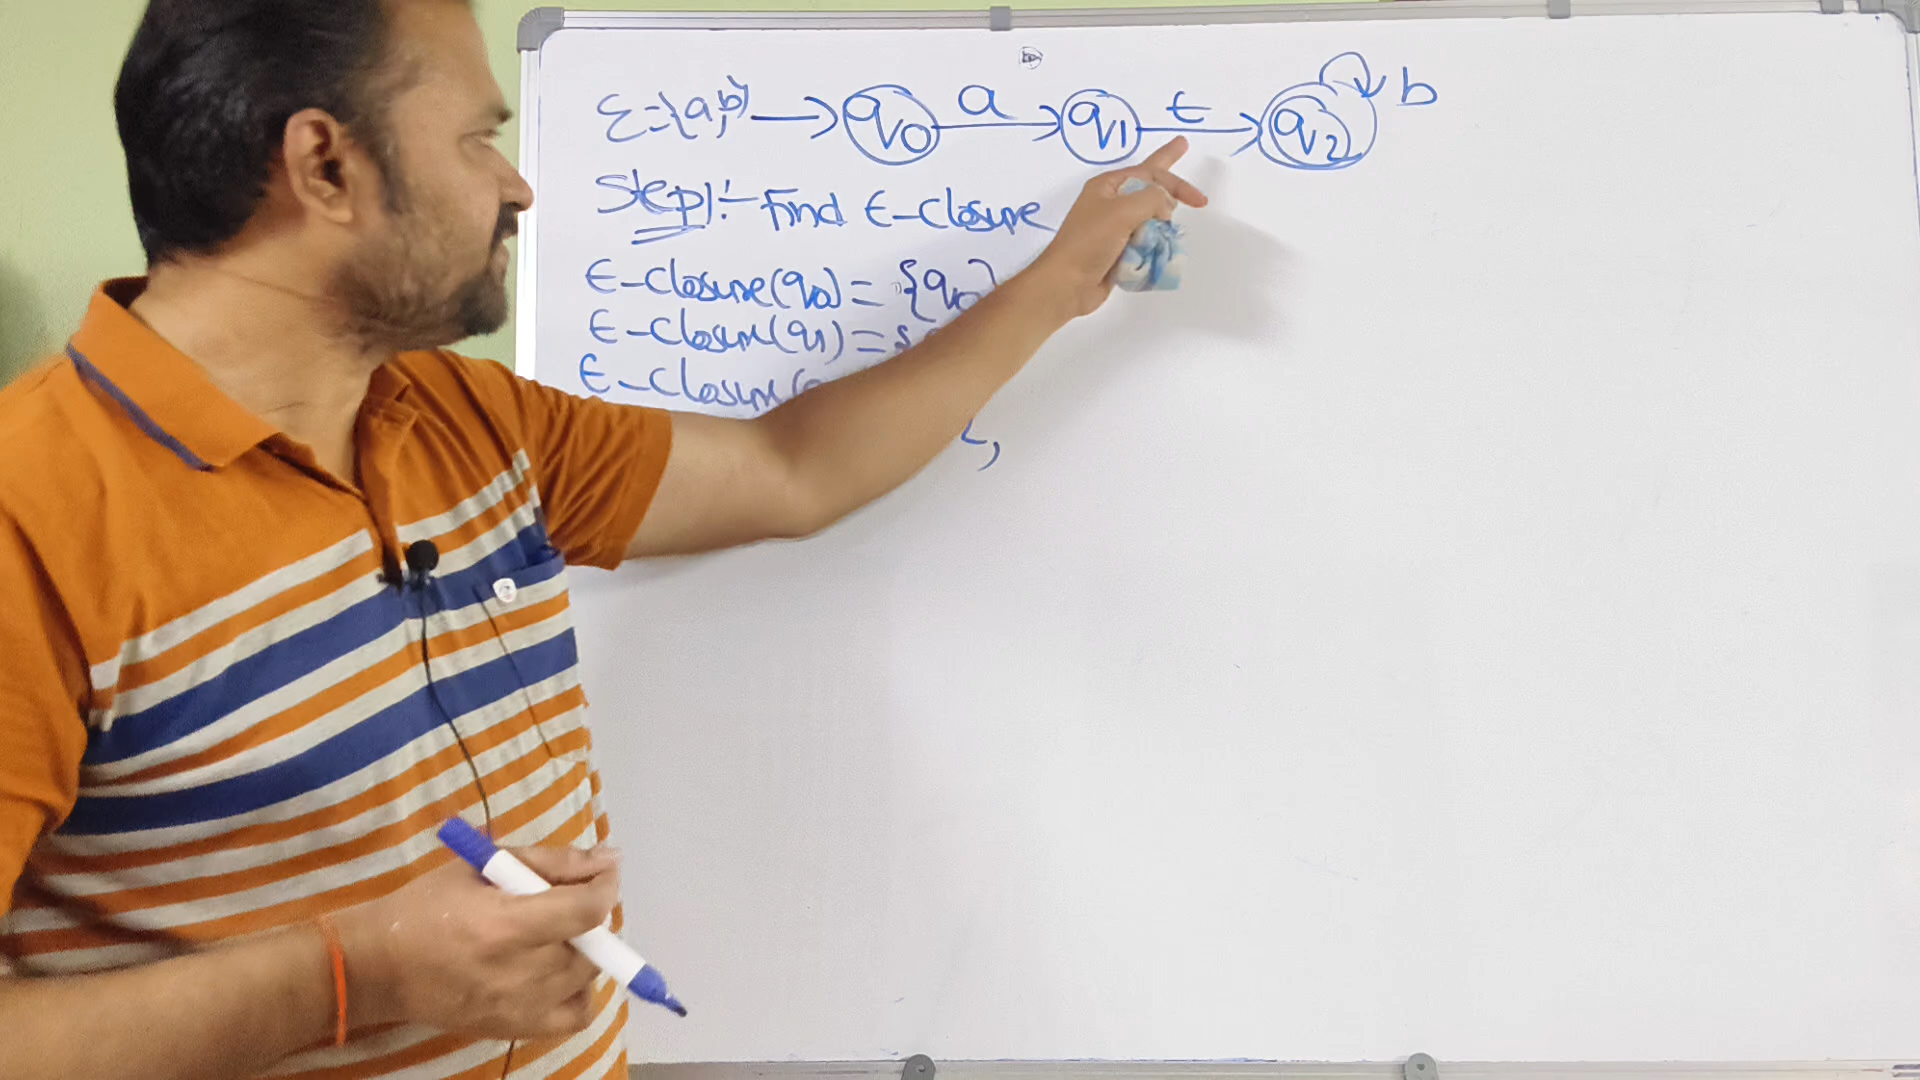 Σ={a,b} q0 a q1 ε q2 b
Step1:- Find ε-closure
ε-closure(q0) = {q0}
ε-closure(q1) = {
ε-closure(